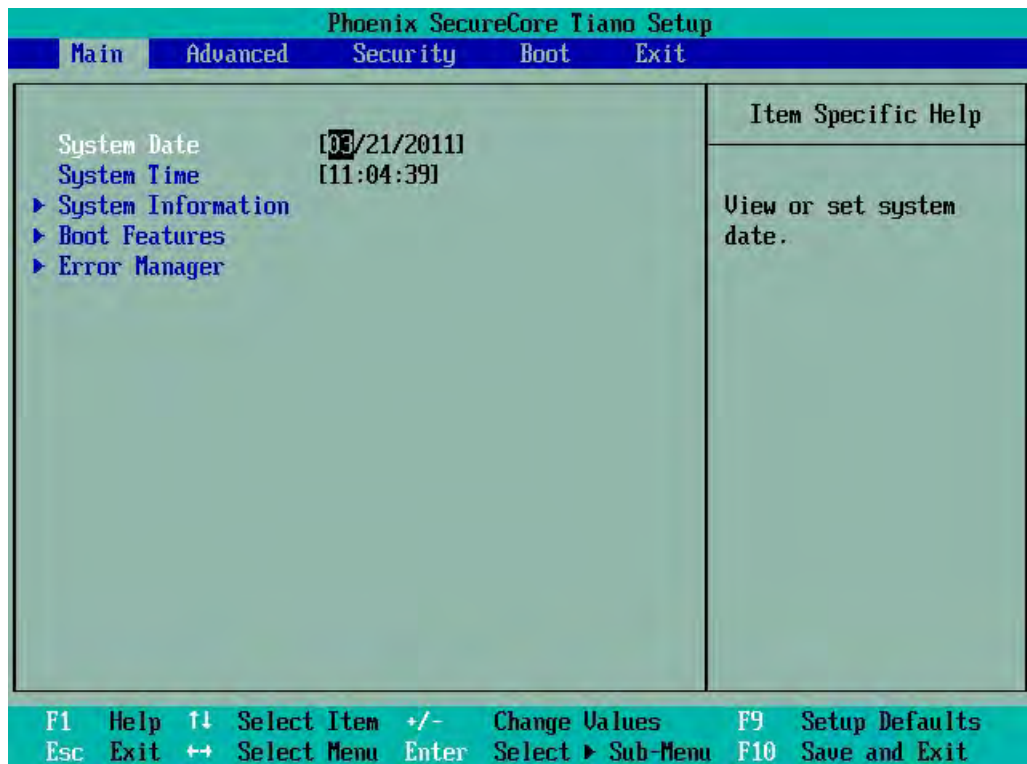 Phoenix SecureCore Tiano Setup
Main Advanced Security Boot Exit
Item Specific Help
System Date [03/21/2011]
System Time [11:04:39]
▶ System Information
▶ Boot Features
▶ Error Manager
View or set system
date.
F1 Help ↑↓ Select Item +/- Change Values F9 Setup Defaults
Esc Exit ↔ Select Menu Enter Select ▶ Sub-Menu F10 Save and Exit